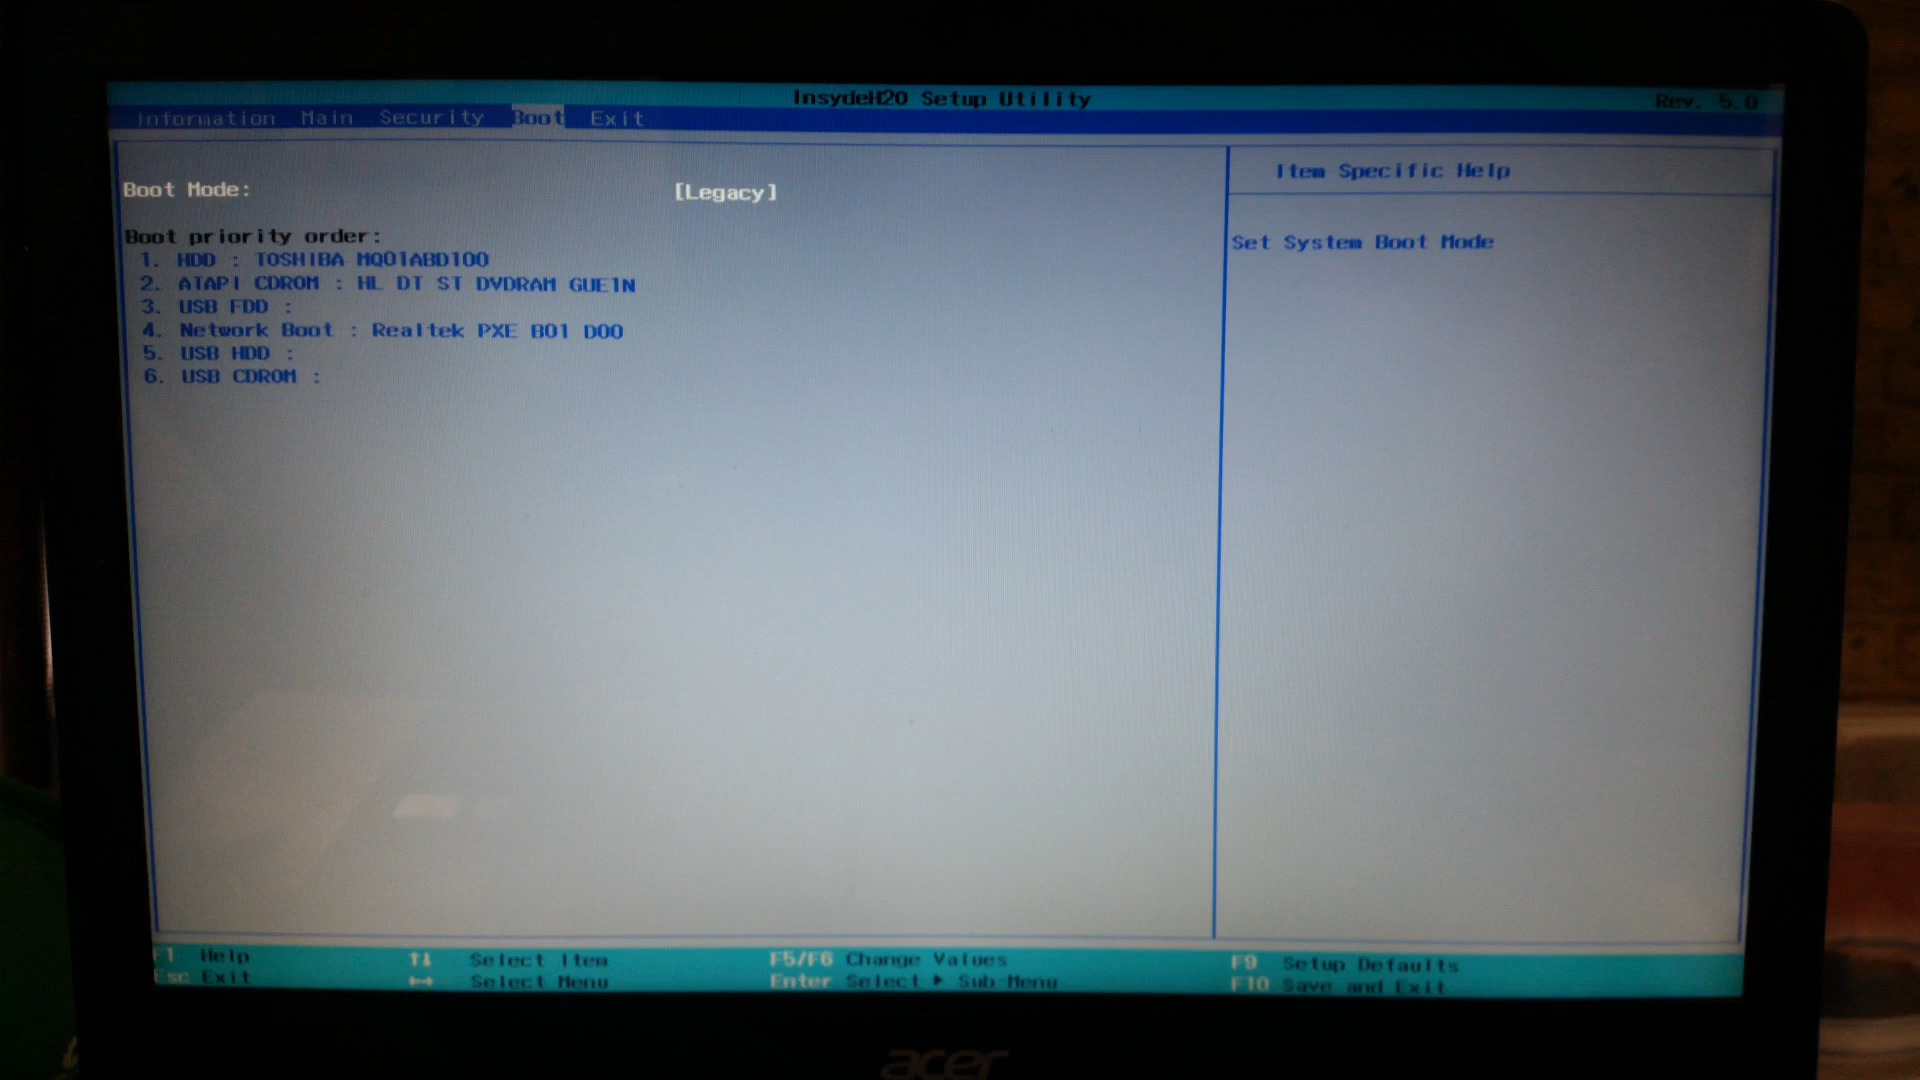 InsydeH20 Setup Utility
Rev. 5.0
Information Main Security Boot Exit
Item Specific Help
Boot Mode: [Legacy]
Set System Boot Mode
Boot priority order:
1. HDD : TOSHIBA MQ01ABD100
2. ATAPI CDROM : HL DT ST DVDRAM GUE1N
3. USB FDD :
4. Network Boot : Realtek PXE B01 D00
5. USB HDD :
6. USB CDROM :
F1 Help ↑↓ Select Item F5/F6 Change Values F9 Setup Defaults
Esc Exit ↔ Select Menu Enter Select ▶ Sub-Menu F10 Save and Exit
acer